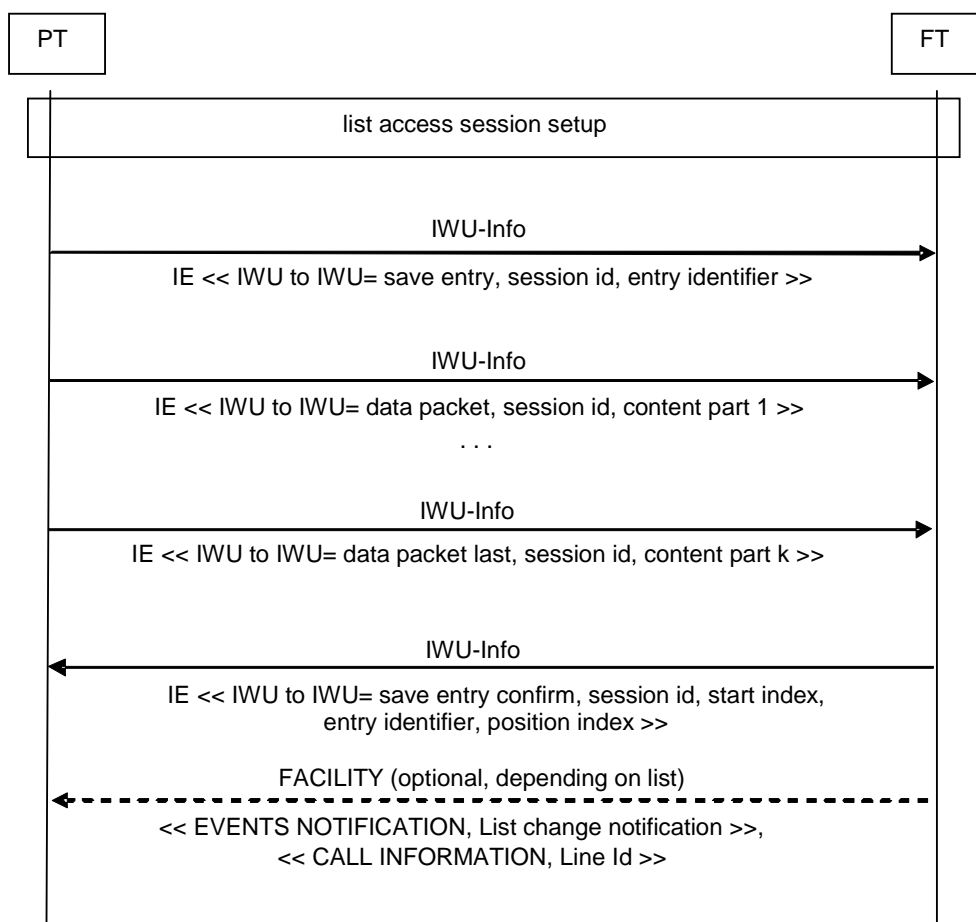 PT
FT
list access session setup
IWU-Info
IE << IWU to IWU= save entry, session id, entry identifier >>
IWU-Info
IE << IWU to IWU= data packet, session id, content part 1 >>
. . .
IWU-Info
IE << IWU to IWU= data packet last, session id, content part k >>
IWU-Info
IE << IWU to IWU= save entry confirm, session id, start index,
entry identifier, position index >>
FACILITY (optional, depending on list)
<< EVENTS NOTIFICATION, List change notification >>,
<< CALL INFORMATION, Line Id >>